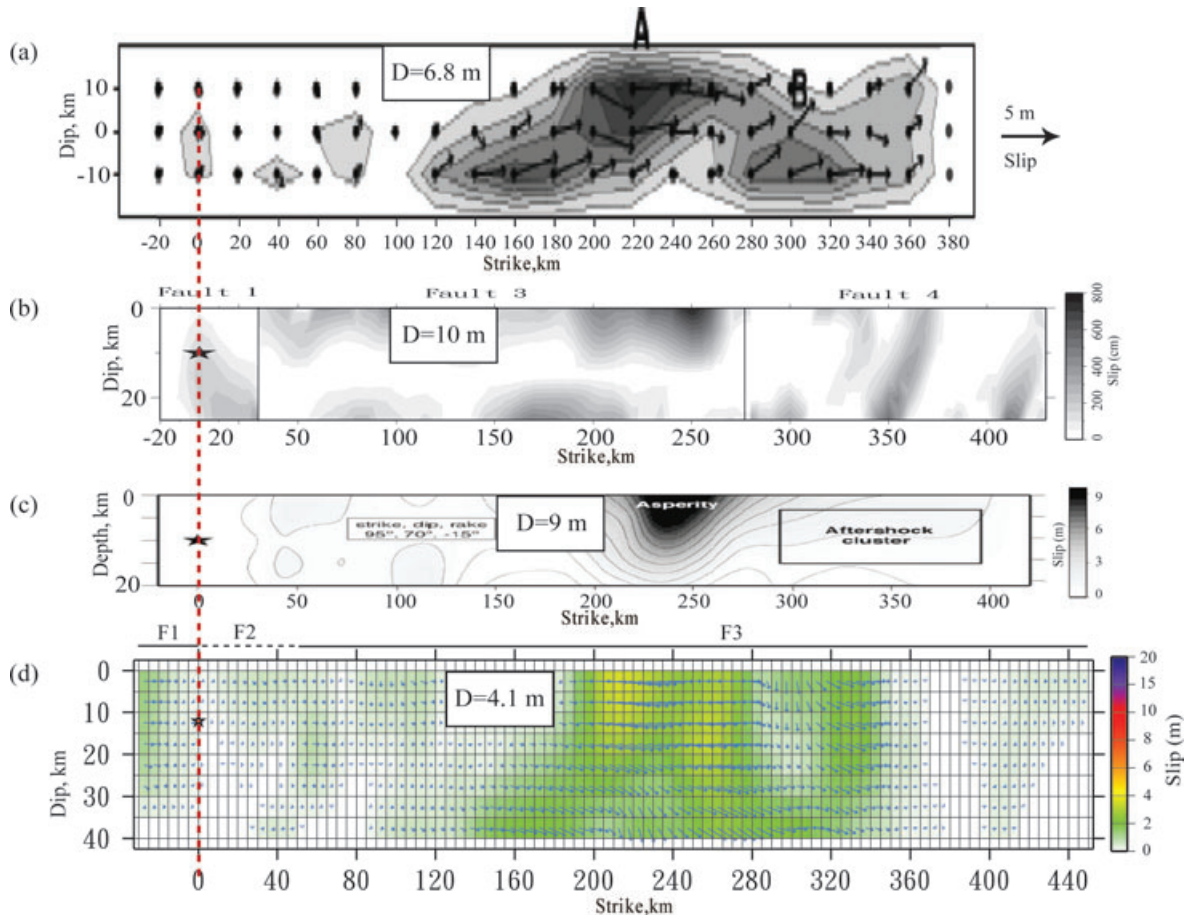 (a)
A
B
D=6.8 m
Dip, km
10
0
-10
5 m
Slip
-20 0 20 40 60 80 100 120 140 160 180 200 220 240 260 280 300 320 340 360 380
Strike,km
(b)
Fault 1 Fault 3 Fault 4
D=10 m
Dip, km
0
20
800
600
400
200
0
Slip (cm)
-20 20 50 100 150 200 250 300 350 400
Strike,km
(c)
Asperity
strike, dip, rake
95°, 70°, -15°
D=9 m
Aftershock
cluster
Depth, km
0
20
9
6
3
0
Slip (m)
0 50 100 150 200 250 300 350 400
Strike,km
F1 F2 F3
(d)
D=4.1 m
Dip, km
0
10
20
30
40
20
15
10
8
6
4
2
0
Slip (m)
0 40 80 120 160 200 240 280 320 360 400 440
Strike,km